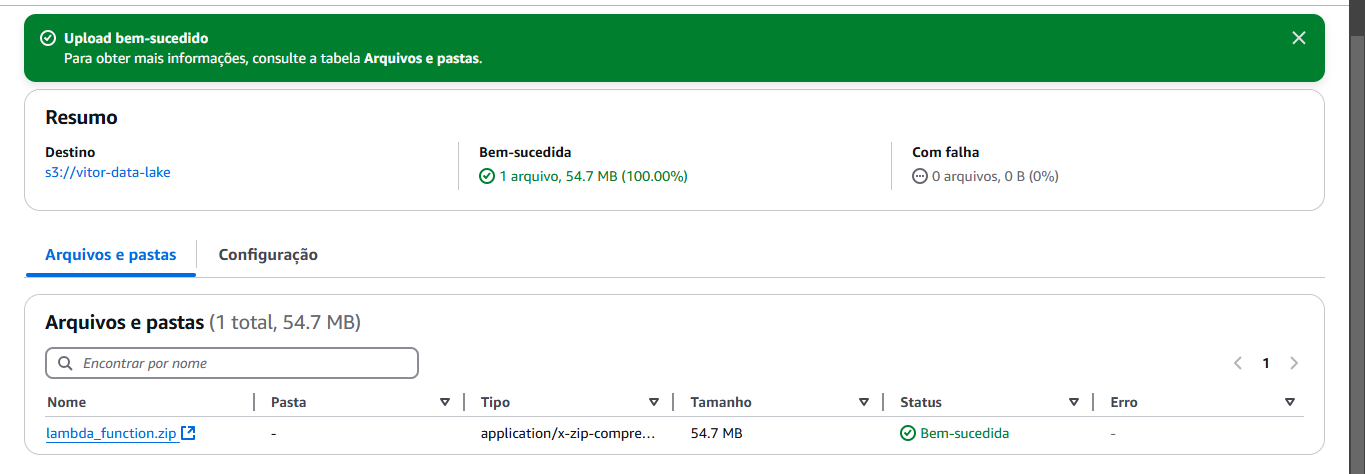 Upload bem-sucedido
Para obter mais informações, consulte a tabela Arquivos e pastas.
Resumo
Destino
s3://vitor-data-lake
Bem-sucedida
1 arquivo, 54.7 MB (100.00%)
Com falha
0 arquivos, 0 B (0%)
Arquivos e pastas
Configuração
Arquivos e pastas (1 total, 54.7 MB)
Encontrar por nome
1
Nome Pasta Tipo Tamanho Status Erro
lambda_function.zip - application/x-zip-compre... 54.7 MB Bem-sucedida -